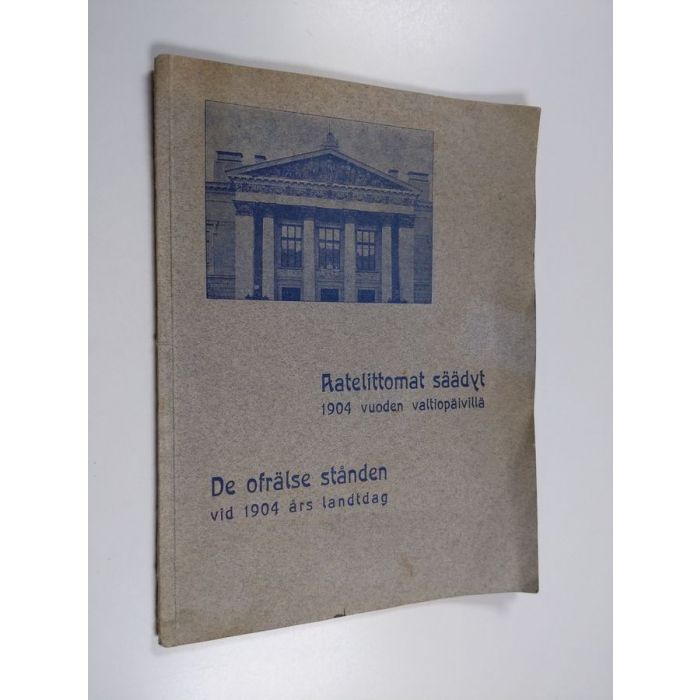 Aatelittomat säädyt
1904 vuoden valtiopäivillä
De ofrälse stånden
vid 1904 års landtdag